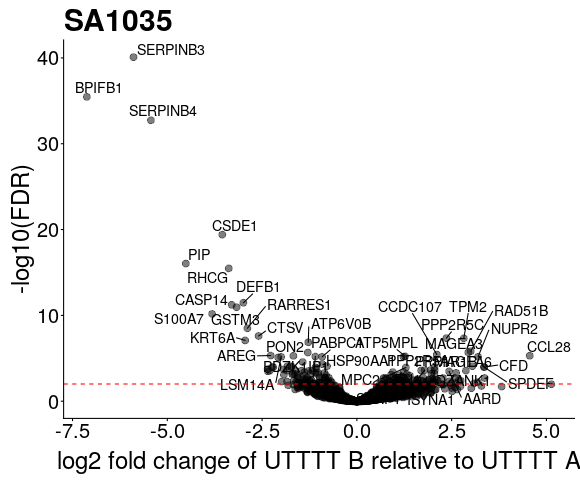 SA1035
SERPINB3
BPIFB1
SERPINB4
CSDE1
PIP
RHCG
DEFB1
CASP14
RARRES1
S100A7
GSTM3
CTSV
ATP6V0B
KRT6A
PON2
PABPC1
ATP5MPL
AREG
LSM14A
MPC2
CCDC107
TPM2
RAD51B
PPP2R5C
NUPR2
MAGEA3
CCL28
CFD
SPDEF
AARD
-log10(FDR)
40
30
20
10
0
-7.5
-5.0
-2.5
0.0
2.5
5.0
log2 fold change of UTTTT B relative to UTTTT A